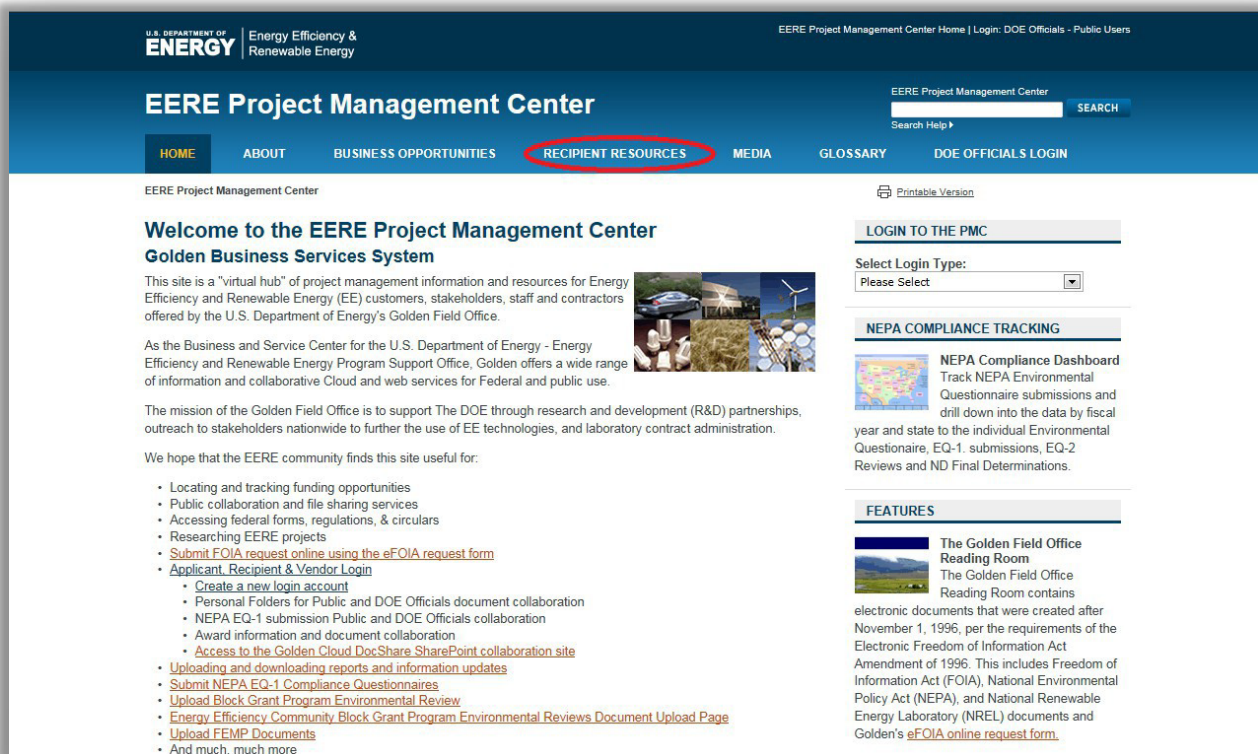 U.S. DEPARTMENT OF
ENERGY
Energy Efficiency &
Renewable Energy
EERE Project Management Center Home | Login: DOE Officials - Public Users
EERE Project Management Center
EERE Project Management Center
SEARCH
Search Help
HOME ABOUT BUSINESS OPPORTUNITIES RECIPIENT RESOURCES MEDIA GLOSSARY DOE OFFICIALS LOGIN
EERE Project Management Center
Printable Version
Welcome to the EERE Project Management Center
Golden Business Services System
This site is a "virtual hub" of project management information and resources for Energy
Efficiency and Renewable Energy (EE) customers, stakeholders, staff and contractors
offered by the U.S. Department of Energy's Golden Field Office.
As the Business and Service Center for the U.S. Department of Energy - Energy
Efficiency and Renewable Energy Program Support Office, Golden offers a wide range
of information and collaborative Cloud and web services for Federal and public use.
The mission of the Golden Field Office is to support The DOE through research and development (R&D) partnerships,
outreach to stakeholders nationwide to further the use of EE technologies, and laboratory contract administration.
We hope that the EERE community finds this site useful for:
• Locating and tracking funding opportunities
• Public collaboration and file sharing services
• Accessing federal forms, regulations, & circulars
• Researching EERE projects
• Submit FOIA request online using the eFOIA request form
• Applicant, Recipient & Vendor Login
• Create a new login account
• Personal Folders for Public and DOE Officials document collaboration
• NEPA EQ-1 submission Public and DOE Officials collaboration
• Award information and document collaboration
• Access to the Golden Cloud DocShare SharePoint collaboration site
• Uploading and downloading reports and information updates
• Submit NEPA EQ-1 Compliance Questionnaires
• Upload Block Grant Program Environmental Review
• Energy Efficiency Community Block Grant Program Environmental Reviews Document Upload Page
• Upload FEMP Documents
• And much, much more
LOGIN TO THE PMC
Select Login Type:
Please Select
NEPA COMPLIANCE TRACKING
NEPA Compliance Dashboard
Track NEPA Environmental
Questionnaire submissions and
drill down into the data by fiscal
year and state to the individual Environmental
Questionaire, EQ-1. submissions, EQ-2
Reviews and ND Final Determinations.
FEATURES
The Golden Field Office
Reading Room
The Golden Field Office
Reading Room contains
electronic documents that were created after
November 1, 1996, per the requirements of the
Electronic Freedom of Information Act
Amendment of 1996. This includes Freedom of
Information Act (FOIA), National Environmental
Policy Act (NEPA), and National Renewable
Energy Laboratory (NREL) documents and
Golden's eFOIA online request form.